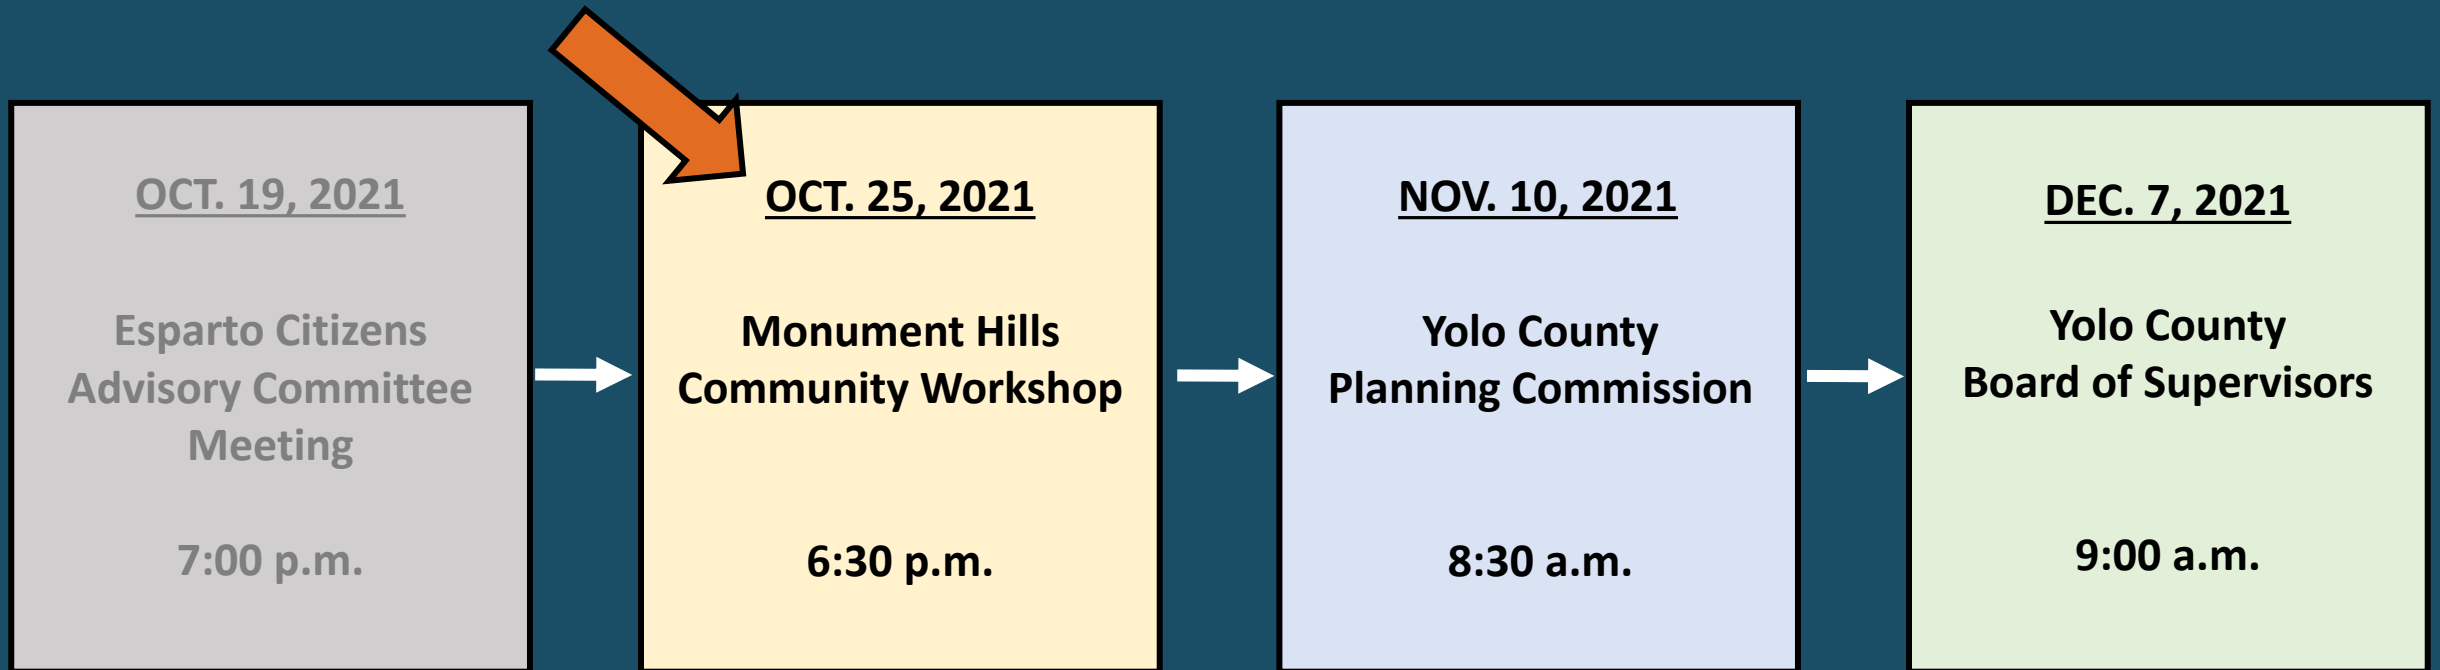 OCT. 19, 2021
Esparto Citizens
Advisory Committee
Meeting
7:00 p.m.
OCT. 25, 2021
Monument Hills
Community Workshop
6:30 p.m.
NOV. 10, 2021
Yolo County
Planning Commission
8:30 a.m.
DEC. 7, 2021
Yolo County
Board of Supervisors
9:00 a.m.